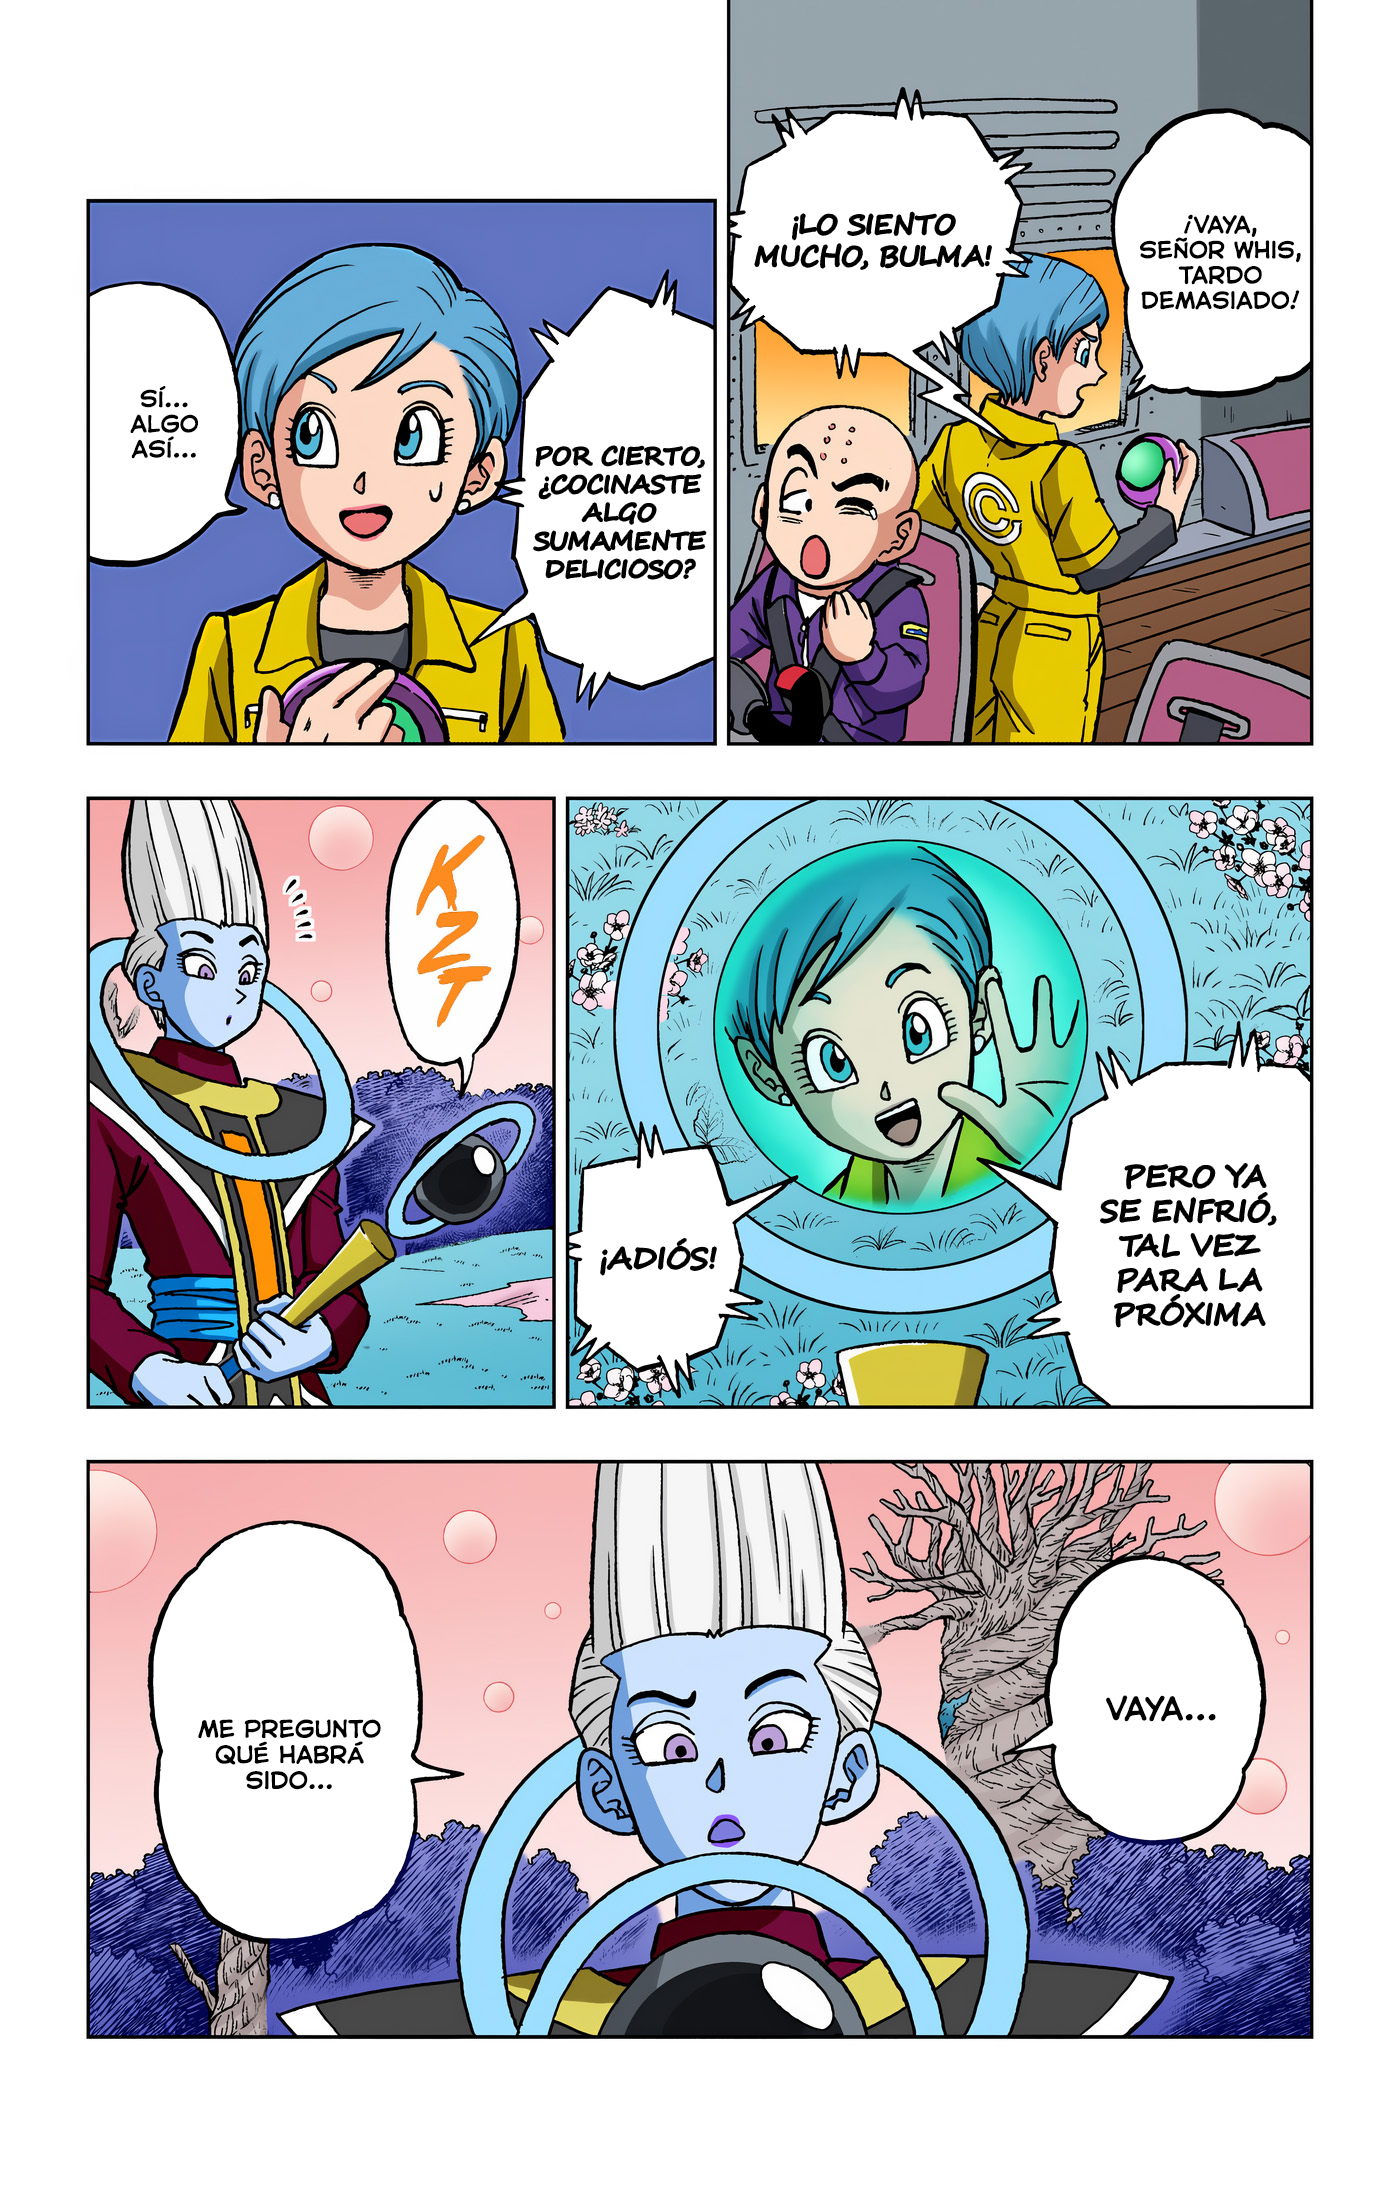 ¡VAYA,
SEÑOR WHIS,
TARDO
DEMASIADO!
¡LO SIENTO
MUCHO, BULMA!
POR CIERTO,
¿COCINASTE
ALGO
SUMAMENTE
DELICIOSO?
SÍ...
ALGO
ASÍ...
PERO YA
SE ENFRIÓ,
TAL VEZ
PARA LA
PRÓXIMA
¡ADIÓS!
KZT
VAYA...
ME PREGUNTO
QUÉ HABRÁ
SIDO...